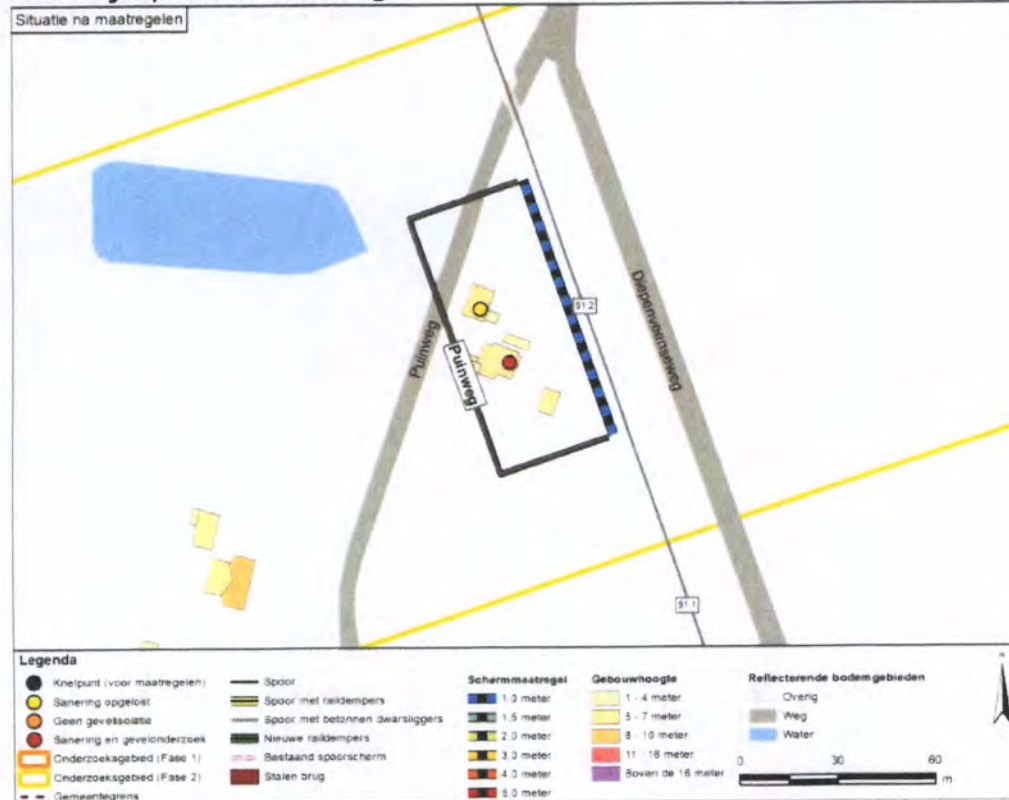 Situatie na maatregelen
51.2
Puinweg
Puinweg
Diepenveenseweg
51.1
Legenda
Knelpunt (voor maatregelen)
Sanering opgelost
Geen gevelisolatie
Sanering en gevelonderzoek
Onderzoeksgebied (Fase 1)
Onderzoeksgebied (Fase 2)
Gemeentegrens
Spoor
Spoor met raildempers
Spoor met betonnen dwarsliggers
Nieuwe raildempers
Bestaand spoorscherm
Stalen brug
Schermmaatregel
1.0 meter
1.5 meter
2.0 meter
3.0 meter
4.0 meter
5.0 meter
Gebouwhoogte
1 - 4 meter
5 - 7 meter
8 - 10 meter
11 - 16 meter
Boven de 16 meter
Reflecterende bodemgebieden
Overig
Weg
Water
0 30 60
m